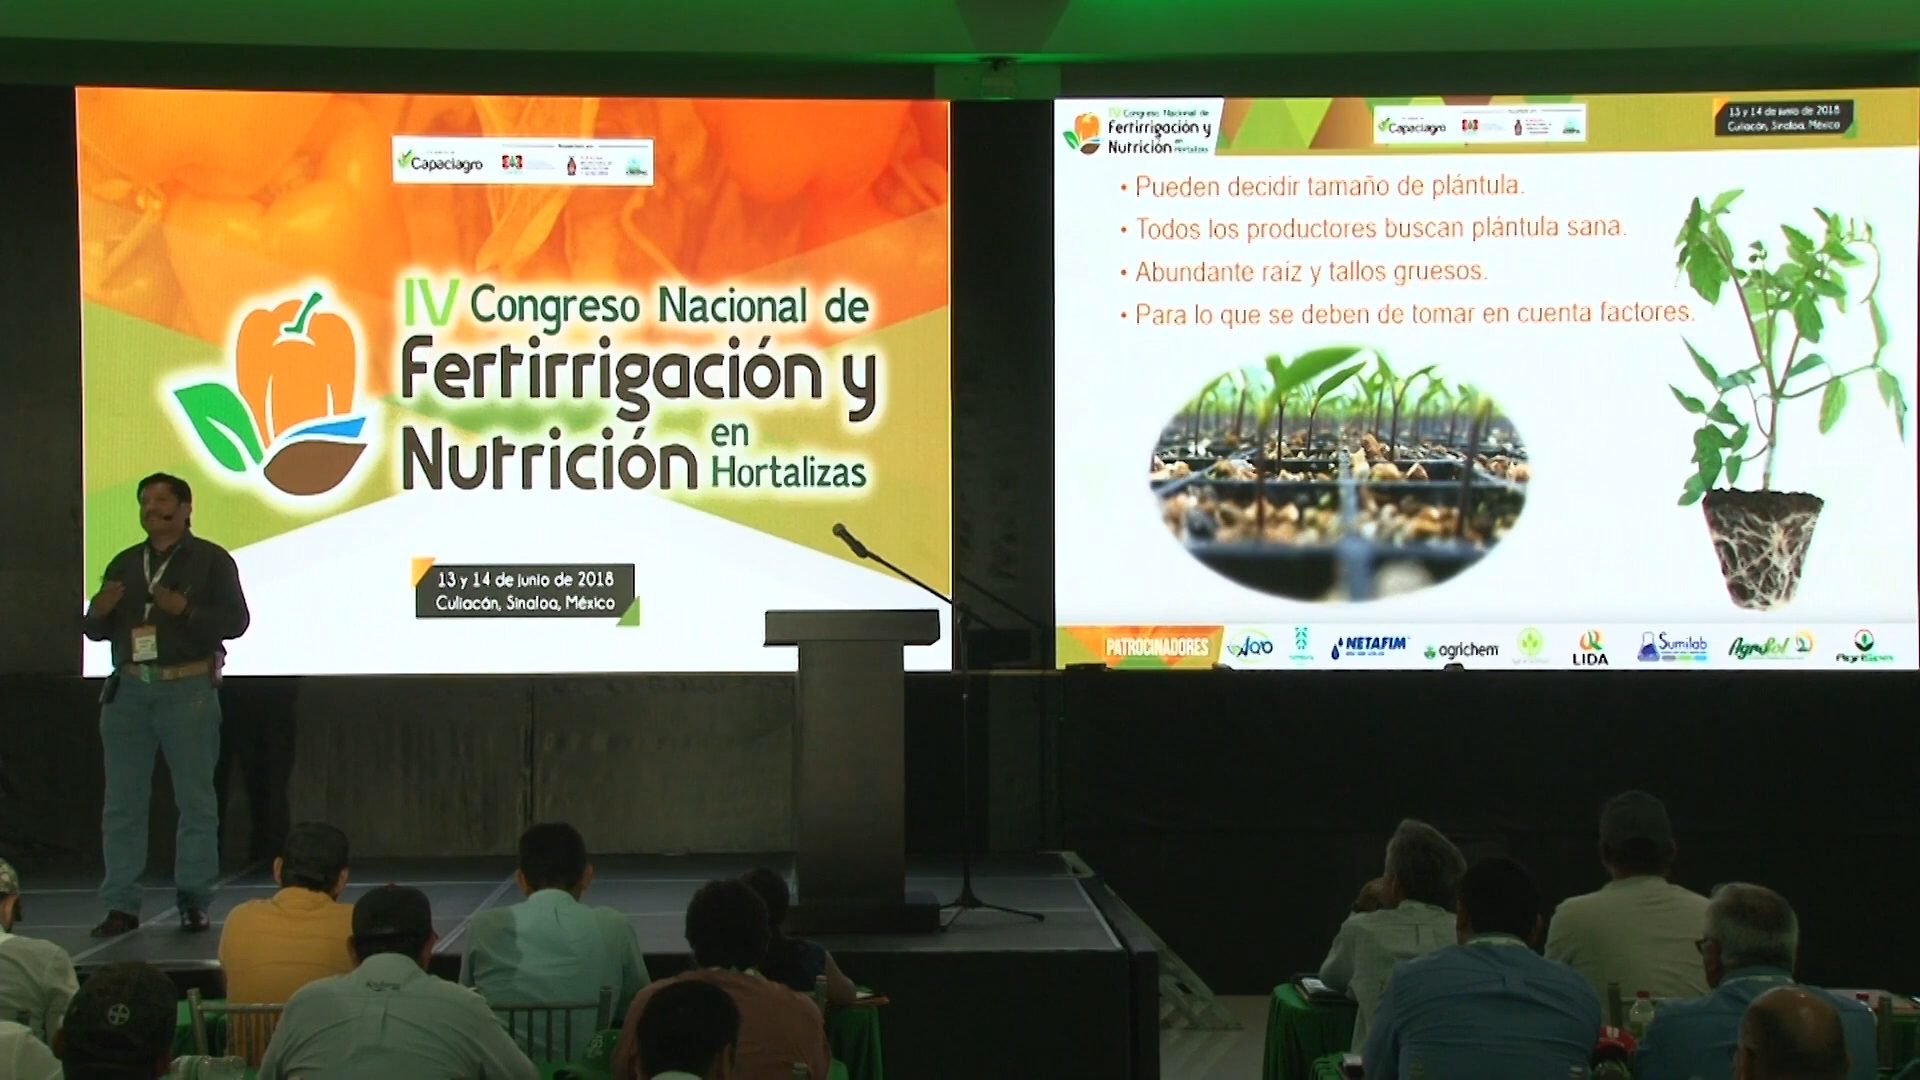 Capaciagro
IV Congreso Nacional de
Fertirrigación y
Nutrición en
Hortalizas
13 y 14 de junio de 2018
Culiacán, Sinaloa, México
IV Congreso Nacional de
Fertirrigación y
Nutrición en Hortalizas
Capaciagro
13 y 14 de junio de 2018
Culiacán, Sinaloa, México
• Pueden decidir tamaño de plántula.
• Todos los productores buscan plántula sana.
• Abundante raíz y tallos gruesos.
• Para lo que se deben de tomar en cuenta factores.
PATROCINADORES
NETAFIM
agrichem
LIDA
Sumilab
AgroSol